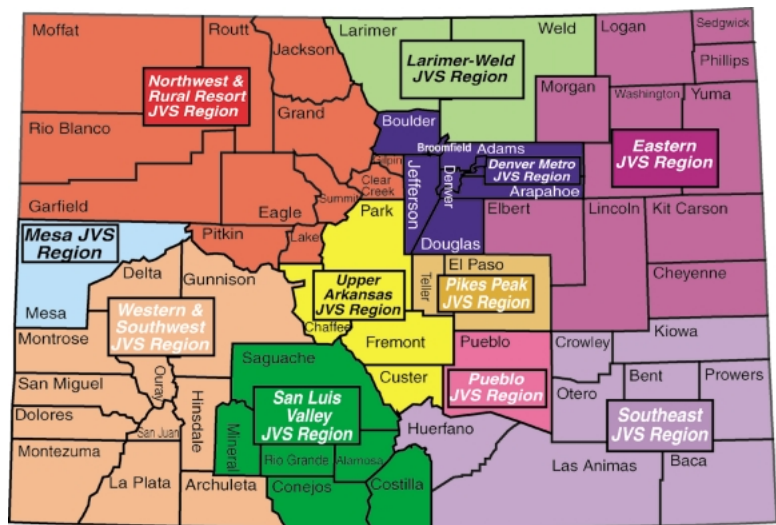 Moffat
Routt
Jackson
Larimer
Weld
Logan
Sedgwick
Phillips
Northwest &
Rural Resort
JVS Region
Larimer-Weld
JVS Region
Morgan
Washington
Yuma
Grand
Rio Blanco
Boulder
Broomfield
Adams
Eastern
JVS Region
Gilpin
Clear
Creek
Jefferson
Denver
Denver Metro
JVS Region
Arapahoe
Garfield
Eagle
Summit
Park
Elbert
Lincoln
Kit Carson
Mesa JVS
Region
Pitkin
Lake
Douglas
Delta
Gunnison
El Paso
Teller
Pikes Peak
JVS Region
Cheyenne
Mesa
Upper
Arkansas
JVS Region
Chaffee
Western &
Southwest
JVS Region
Montrose
Fremont
Pueblo
Crowley
Kiowa
Saguache
San Miguel
Ouray
Hinsdale
Custer
Pueblo
JVS Region
Otero
Bent
Prowers
Dolores
San Juan
San Luis
Valley
JVS Region
Mineral
Huerfano
Southeast
JVS Region
Montezuma
Rio Grande
Alamosa
Las Animas
Baca
La Plata
Archuleta
Conejos
Costilla